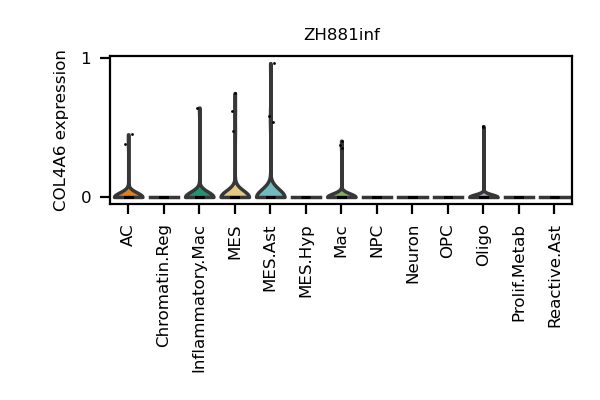 ZH881inf
COL4A6 expression
1
0
AC
Chromatin.Reg
Inflammatory.Mac
MES
MES.Ast
MES.Hyp
Mac
NPC
Neuron
OPC
Oligo
Prolif.Metab
Reactive.Ast